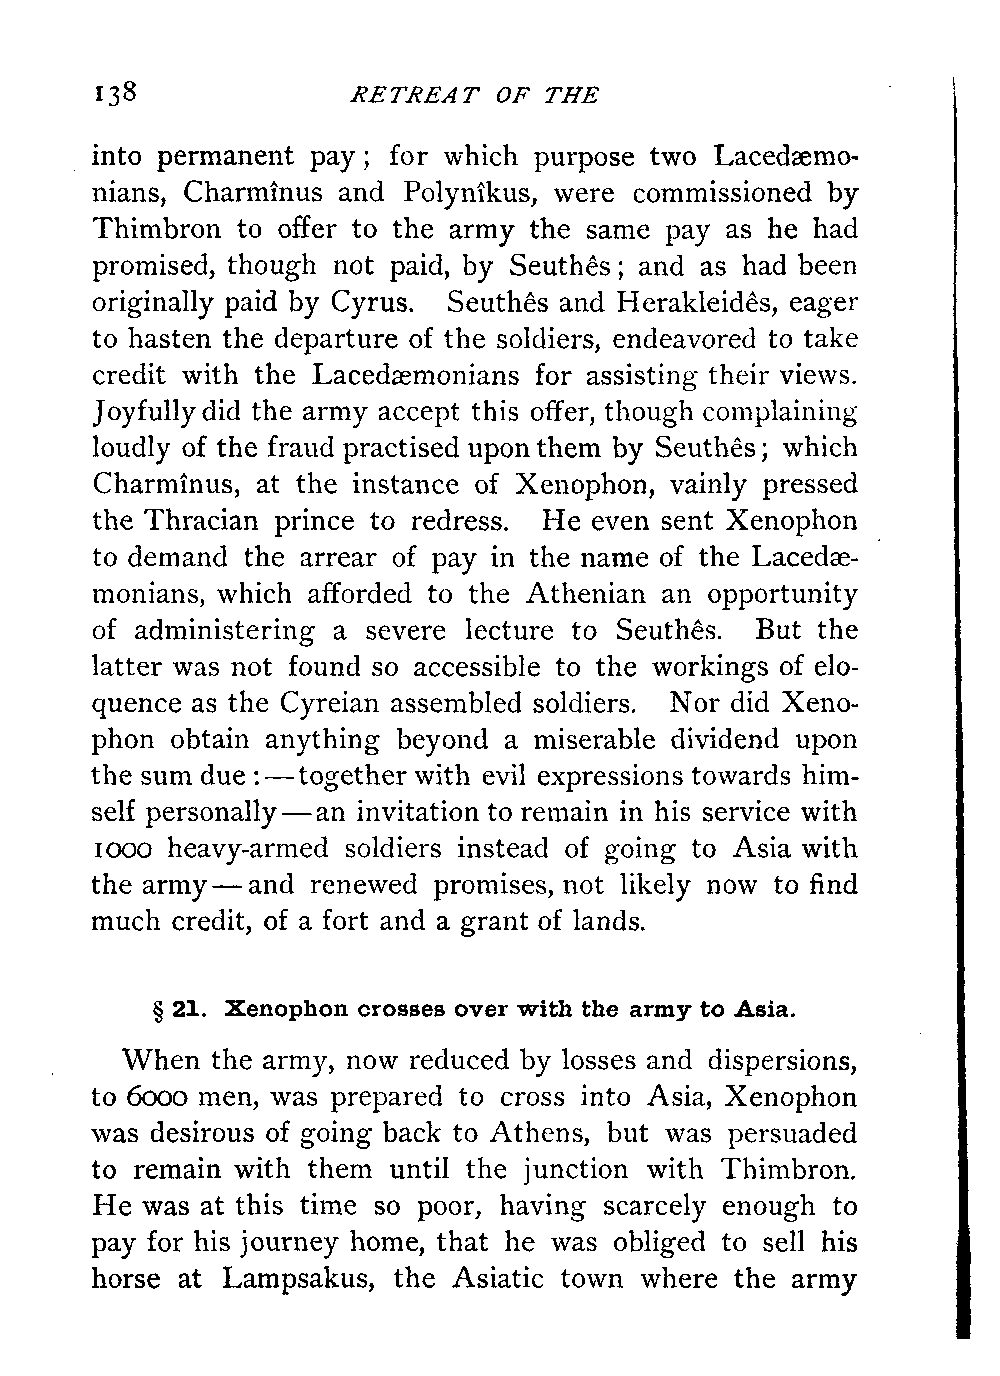 138 RETREAT OF THE
into permanent pay; for which purpose two Lacedæmo-
nians, Charmînus and Polynîkus, were commissioned by
Thimbron to offer to the army the same pay as he had
promised, though not paid, by Seuthês; and as had been
originally paid by Cyrus. Seuthês and Herakleidês, eager
to hasten the departure of the soldiers, endeavored to take
credit with the Lacedæmonians for assisting their views.
Joyfully did the army accept this offer, though complaining
loudly of the fraud practised upon them by Seuthês; which
Charmînus, at the instance of Xenophon, vainly pressed
the Thracian prince to redress. He even sent Xenophon
to demand the arrear of pay in the name of the Lacedæ-
monians, which afforded to the Athenian an opportunity
of administering a severe lecture to Seuthês. But the
latter was not found so accessible to the workings of elo-
quence as the Cyreian assembled soldiers. Nor did Xeno-
phon obtain anything beyond a miserable dividend upon
the sum due:—together with evil expressions towards him-
self personally—an invitation to remain in his service with
1000 heavy-armed soldiers instead of going to Asia with
the army—and renewed promises, not likely now to find
much credit, of a fort and a grant of lands.
§ 21. Xenophon crosses over with the army to Asia.
When the army, now reduced by losses and dispersions,
to 6000 men, was prepared to cross into Asia, Xenophon
was desirous of going back to Athens, but was persuaded
to remain with them until the junction with Thimbron.
He was at this time so poor, having scarcely enough to
pay for his journey home, that he was obliged to sell his
horse at Lampsakus, the Asiatic town where the army